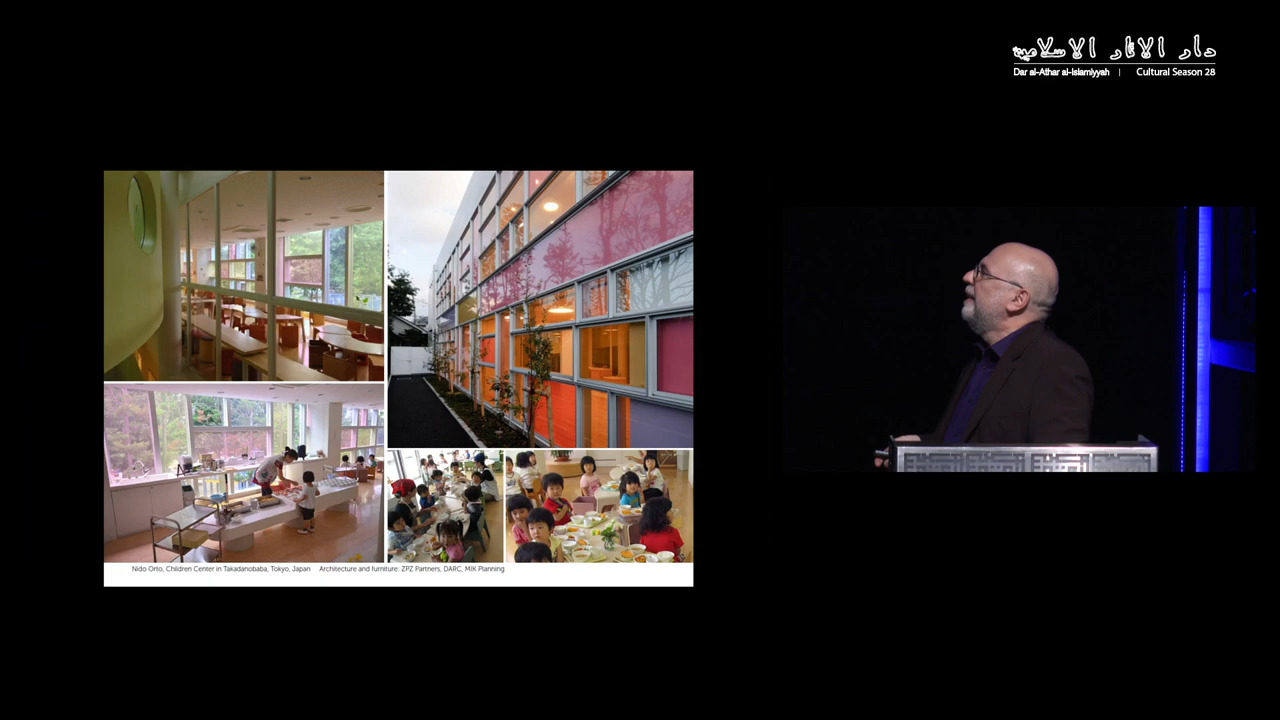 دار الآثار الإسلامية
Dar al-Athar al-Islamiyyah | Cultural Season 28
Nido Orto, Children Center in Takadanobaba, Tokyo, Japan Architecture and furniture: ZPZ Partners, DARC, MIK Planning